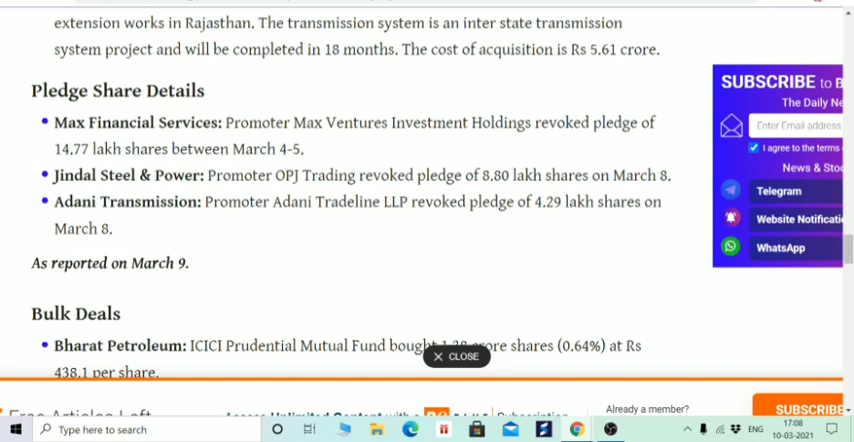 extension works in Rajasthan. The transmission system is an inter state transmission
system project and will be completed in 18 months. The cost of acquisition is Rs 5.61 crore.
Pledge Share Details
• Max Financial Services: Promoter Max Ventures Investment Holdings revoked pledge of
14.77 lakh shares between March 4-5.
• Jindal Steel & Power: Promoter OPJ Trading revoked pledge of 8.80 lakh shares on March 8.
• Adani Transmission: Promoter Adani Tradeline LLP revoked pledge of 4.29 lakh shares on
March 8.
As reported on March 9.
Bulk Deals
• Bharat Petroleum: ICICI Prudential Mutual Fund bought crore shares (0.64%) at Rs
438.1 per share.
× CLOSE
SUBSCRIBE to B
The Daily Ne
Enter Email address
I agree to the terms
News & Stoc
Telegram
Website Notificati
WhatsApp
Already a member?
SUBSCRIBE
Type here to search
ENG
17:08
10-03-2021